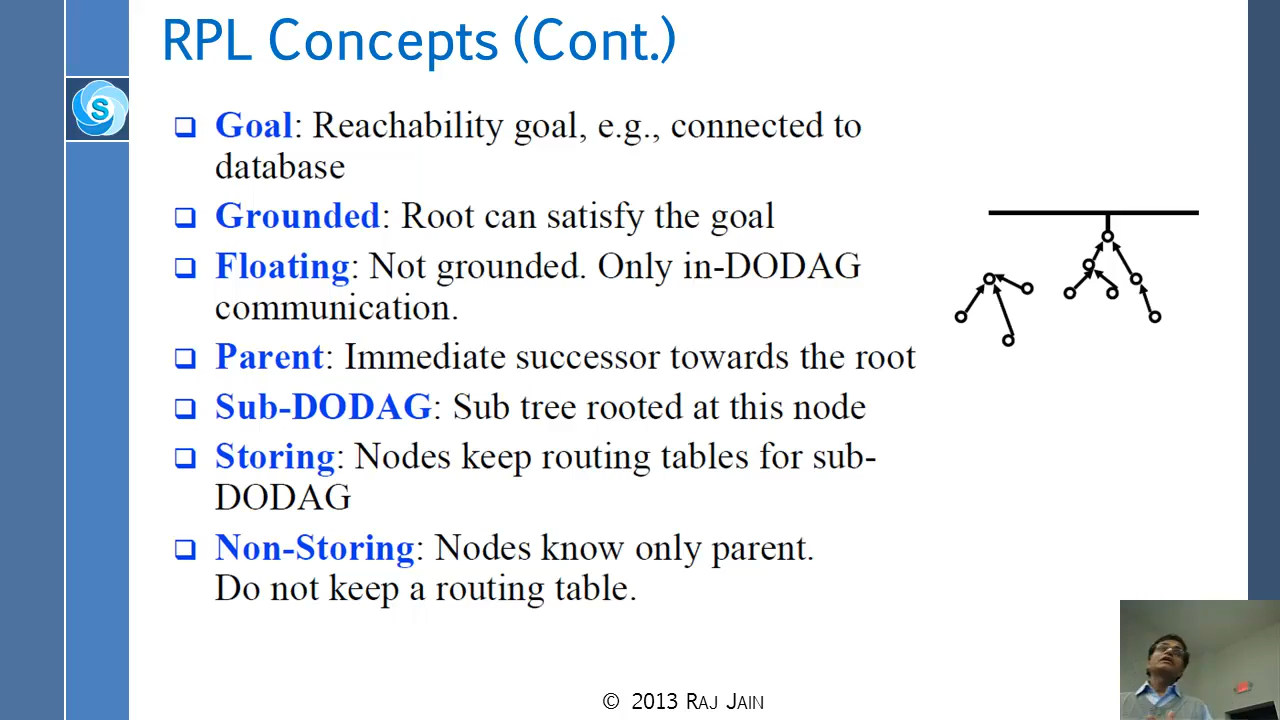 RPL Concepts (Cont.)
S
❑ Goal: Reachability goal, e.g., connected to
database
❑ Grounded: Root can satisfy the goal
❑ Floating: Not grounded. Only in-DODAG
communication.
❑ Parent: Immediate successor towards the root
❑ Sub-DODAG: Sub tree rooted at this node
❑ Storing: Nodes keep routing tables for sub-
DODAG
❑ Non-Storing: Nodes know only parent.
Do not keep a routing table.
© 2013 RAJ JAIN